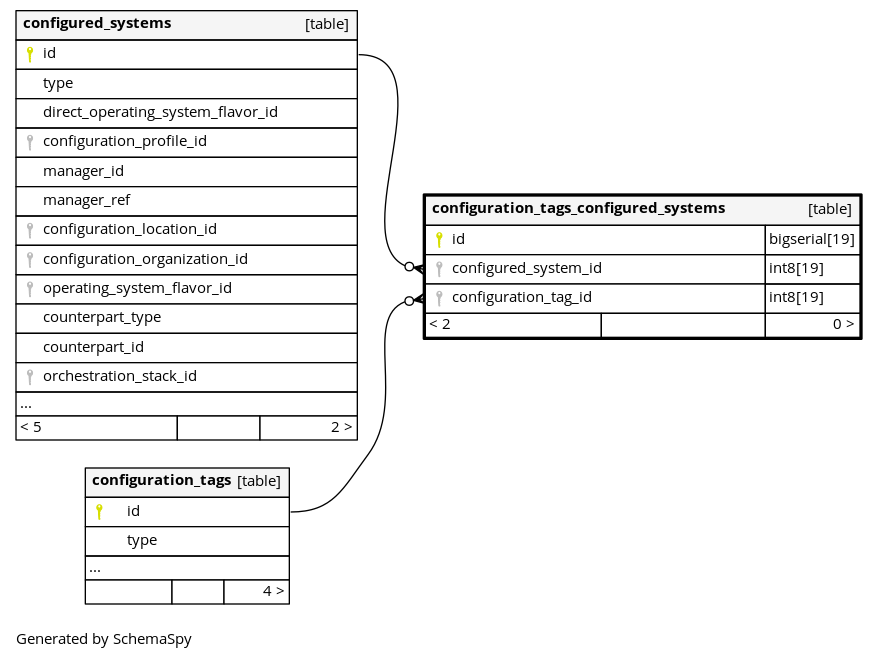 configured_systems [table]
id
type
direct_operating_system_flavor_id
configuration_profile_id
manager_id
manager_ref
configuration_location_id
configuration_organization_id
operating_system_flavor_id
counterpart_type
counterpart_id
orchestration_stack_id
...
< 5 2 >
configuration_tags_configured_systems [table]
id bigserial[19]
configured_system_id int8[19]
configuration_tag_id int8[19]
< 2 0 >
configuration_tags [table]
id
type
...
4 >
Generated by SchemaSpy